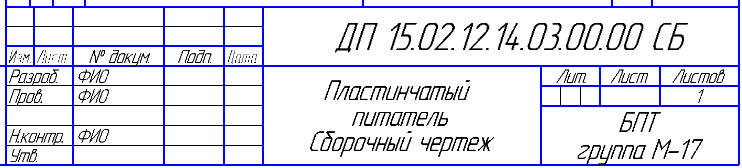 ДП 15.02.12.14.03.00.00 СБ
Изм. Лист № докум. Подп. Дата
Разраб. ФИО
Пров. ФИО
Н.контр. ФИО
Утв.
Пластинчатый
питатель
Сборочный чертеж
Лит. Лист Листов
1
БПТ
группа М-17